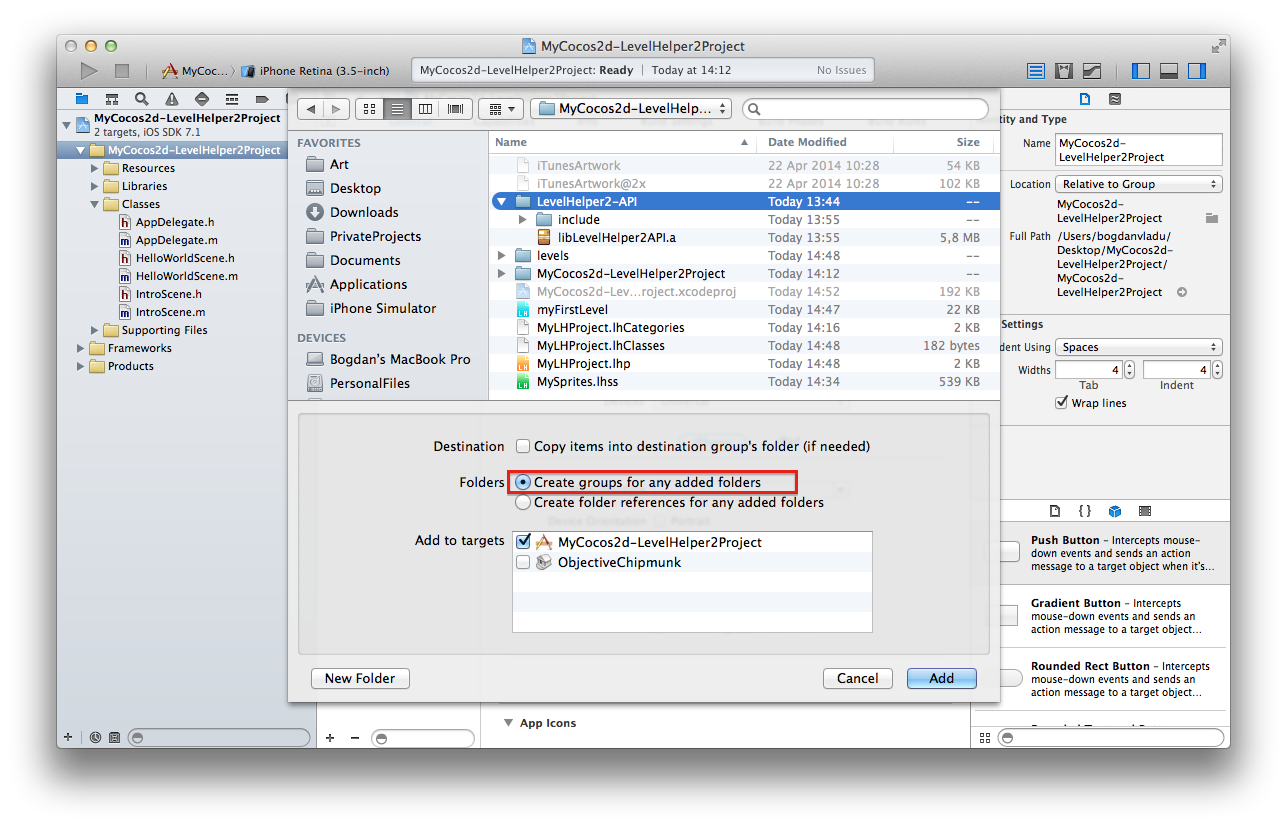 MyCocos2d-LevelHelper2Project
MyCoc... iPhone Retina (3.5-inch)
MyCocos2d-LevelHelper2Project: Ready Today at 14:12 No Issues
MyCocos2d-LevelHelper2Project
2 targets, iOS SDK 7.1
MyCocos2d-LevelHelper2Project
Resources
Libraries
Classes
AppDelegate.h
AppDelegate.m
HelloWorldScene.h
HelloWorldScene.m
IntroScene.h
IntroScene.m
Supporting Files
Frameworks
Products
MyCocos2d-LevelHelp...
FAVORITES
Art
Desktop
Downloads
PrivateProjects
Documents
Applications
iPhone Simulator
DEVICES
Bogdan's MacBook Pro
PersonalFiles
Name Date Modified Size
iTunesArtwork 22 Apr 2014 10:28 54 KB
iTunesArtwork@2x 22 Apr 2014 10:28 102 KB
LevelHelper2-API Today 13:44 --
include Today 13:55 --
libLevelHelper2API.a Today 13:55 5,8 MB
levels Today 14:48 --
MyCocos2d-LevelHelper2Project Today 14:12 --
MyCocos2d-Lev...roject.xcodeproj Today 14:52 192 KB
myFirstLevel Today 14:47 22 KB
MyLHProject.lhCategories Today 14:16 2 KB
MyLHProject.lhClasses Today 14:48 182 bytes
MyLHProject.lhp Today 14:48 2 KB
MySprites.lhss Today 14:34 539 KB
Destination Copy items into destination group's folder (if needed)
Folders Create groups for any added folders
Create folder references for any added folders
Add to targets MyCocos2d-LevelHelper2Project
ObjectiveChipmunk
New Folder Cancel Add
App Icons
ntity and Type
Name MyCocos2d-
LevelHelper2Project
Location Relative to Group
MyCocos2d-
LevelHelper2Project
Full Path /Users/bogdanvladu/
Desktop/MyCocos2d-
LevelHelper2Project/
MyCocos2d-
LevelHelper2Project
Settings
dent Using Spaces
Widths 4 4
Tab Indent
Wrap lines
Push Button - Intercepts mouse-
down events and sends an action
message to a target object when it's...
Gradient Button - Intercepts
mouse-down events and sends an
action message to a target object...
Rounded Rect Button - Intercepts
mouse-down events and sends an
action message to a target object...